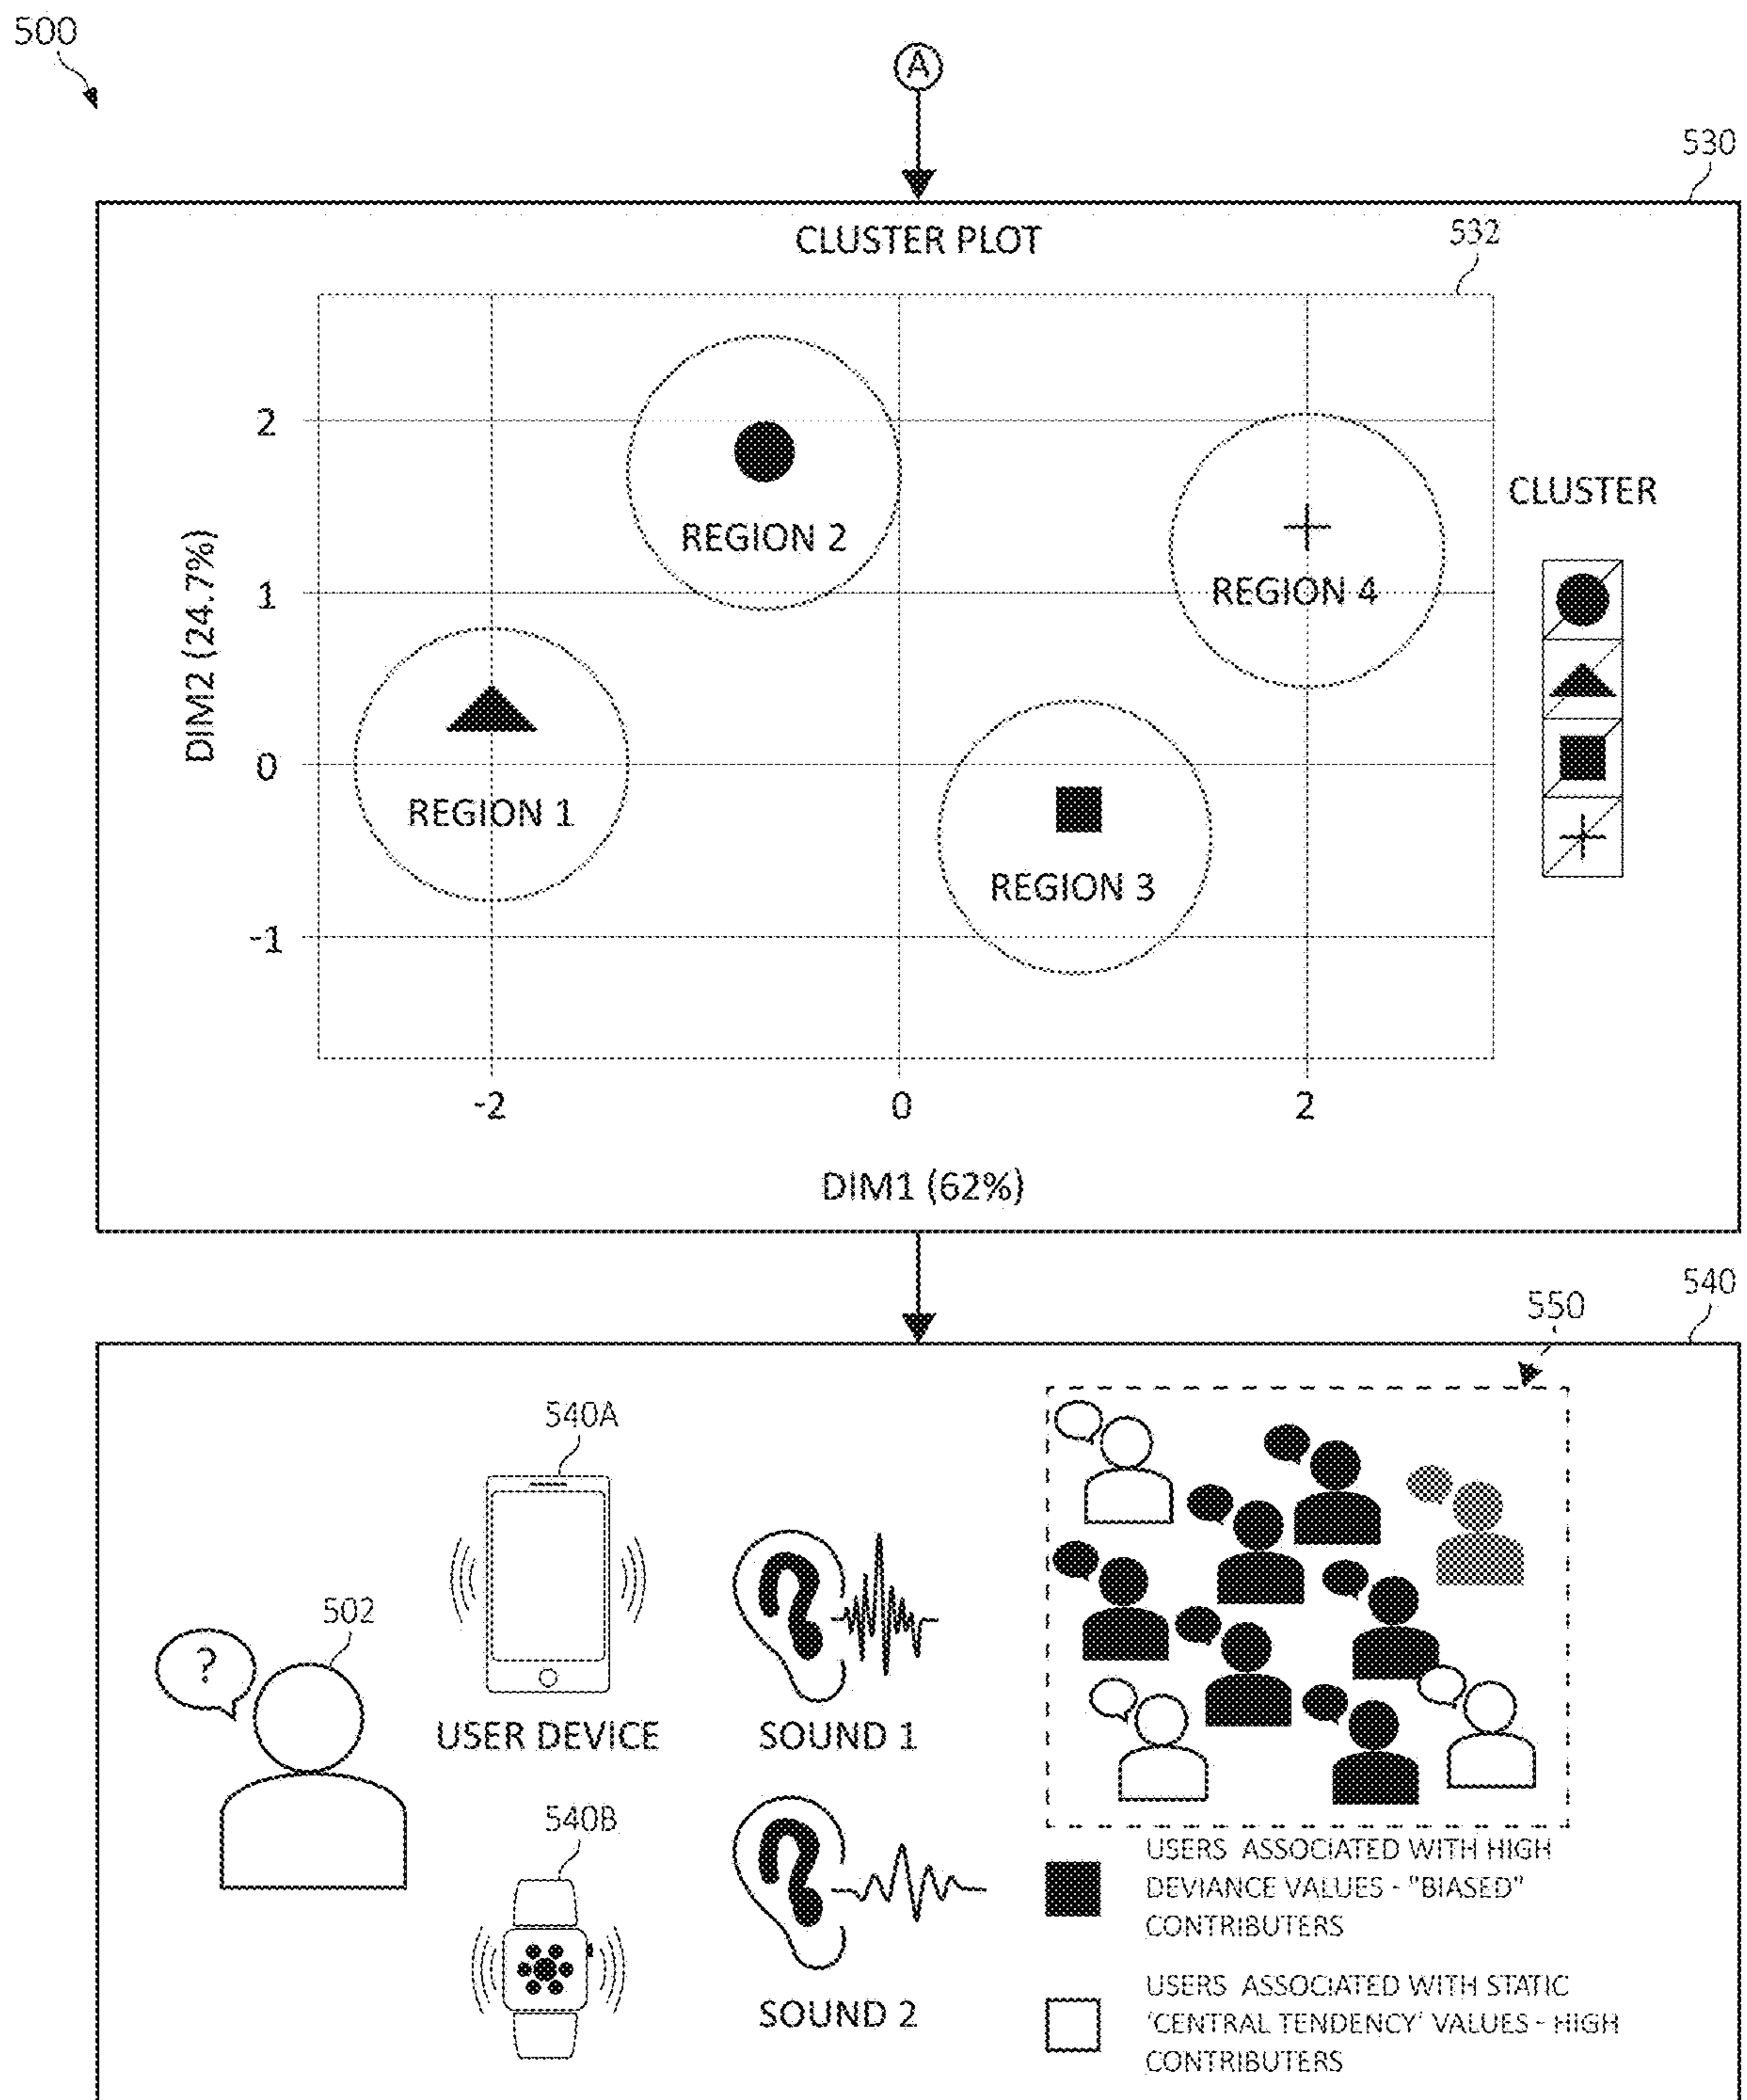 500
A
530
CLUSTER PLOT
532
2
1
0
-1
DIM2 (24.7%)
REGION 2
REGION 4
REGION 1
REGION 3
CLUSTER
-2
0
2
DIM1 (62%)
540
550
540A
502
?
USER DEVICE
SOUND 1
540B
SOUND 2
USERS ASSOCIATED WITH HIGH
DEVIANCE VALUES - "BIASED"
CONTRIBUTERS
USERS ASSOCIATED WITH STATIC
'CENTRAL TENDENCY' VALUES - HIGH
CONTRIBUTERS